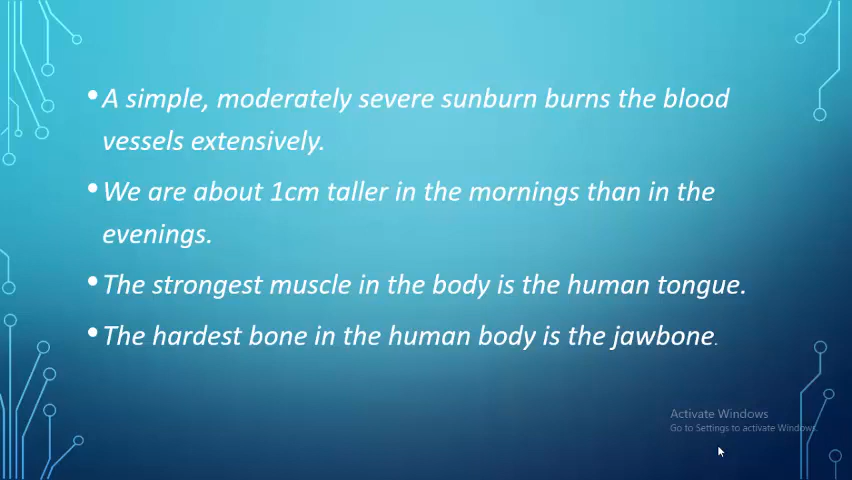 •A simple, moderately severe sunburn burns the blood
vessels extensively.
•We are about 1cm taller in the mornings than in the
evenings.
•The strongest muscle in the body is the human tongue.
•The hardest bone in the human body is the jawbone.
Activate Windows
Go to Settings to activate Windows.